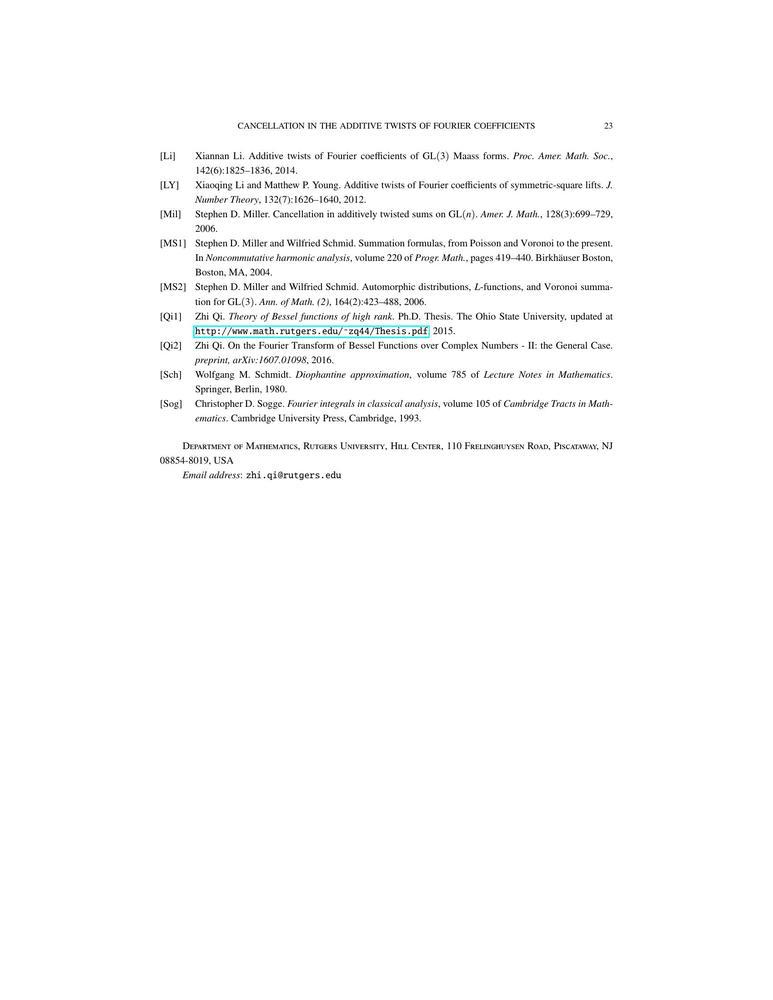 CANCELLATION IN THE ADDITIVE TWISTS OF FOURIER COEFFICIENTS 23
[Li] Xiannan Li. Additive twists of Fourier coefficients of GL(3) Maass forms. Proc. Amer. Math. Soc.,
142(6):1825–1836, 2014.
[LY] Xiaoqing Li and Matthew P. Young. Additive twists of Fourier coefficients of symmetric-square lifts. J.
Number Theory, 132(7):1626–1640, 2012.
[Mil] Stephen D. Miller. Cancellation in additively twisted sums on GL(n). Amer. J. Math., 128(3):699–729,
2006.
[MS1] Stephen D. Miller and Wilfried Schmid. Summation formulas, from Poisson and Voronoi to the present.
In Noncommutative harmonic analysis, volume 220 of Progr. Math., pages 419–440. Birkhäuser Boston,
Boston, MA, 2004.
[MS2] Stephen D. Miller and Wilfried Schmid. Automorphic distributions, L-functions, and Voronoi summa-
tion for GL(3). Ann. of Math. (2), 164(2):423–488, 2006.
[Qi1] Zhi Qi. Theory of Bessel functions of high rank. Ph.D. Thesis. The Ohio State University, updated at
http://www.math.rutgers.edu/~zq44/Thesis.pdf, 2015.
[Qi2] Zhi Qi. On the Fourier Transform of Bessel Functions over Complex Numbers - II: the General Case.
preprint, arXiv:1607.01098, 2016.
[Sch] Wolfgang M. Schmidt. Diophantine approximation, volume 785 of Lecture Notes in Mathematics.
Springer, Berlin, 1980.
[Sog] Christopher D. Sogge. Fourier integrals in classical analysis, volume 105 of Cambridge Tracts in Math-
ematics. Cambridge University Press, Cambridge, 1993.
Department of Mathematics, Rutgers University, Hill Center, 110 Frelinghuysen Road, Piscataway, NJ
08854-8019, USA
Email address: zhi.qi@rutgers.edu